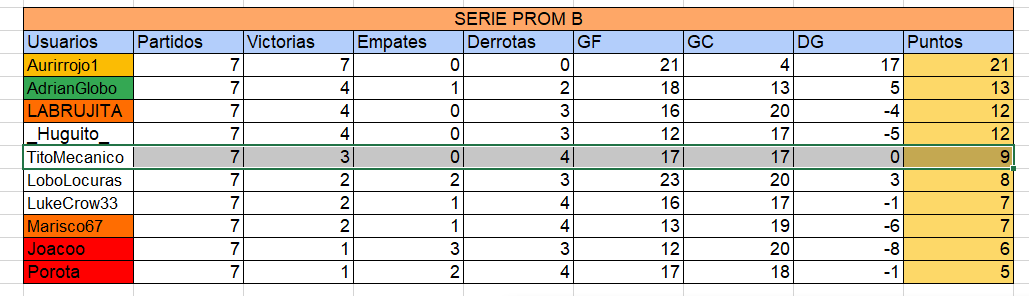 SERIE PROM B
Usuarios Partidos Victorias Empates Derrotas GF GC DG Puntos
Aurirrojo1 7 7 0 0 21 4 17 21
AdrianGlobo 7 4 1 2 18 13 5 13
LABRUJITA 7 4 0 3 16 20 -4 12
_Huguito_ 7 4 0 3 12 17 -5 12
TitoMecanico 7 3 0 4 17 17 0 9
LoboLocuras 7 2 2 3 23 20 3 8
LukeCrow33 7 2 1 4 16 17 -1 7
Marisco67 7 2 1 4 13 19 -6 7
Joacoo 7 1 3 3 12 20 -8 6
Porota 7 1 2 4 17 18 -1 5